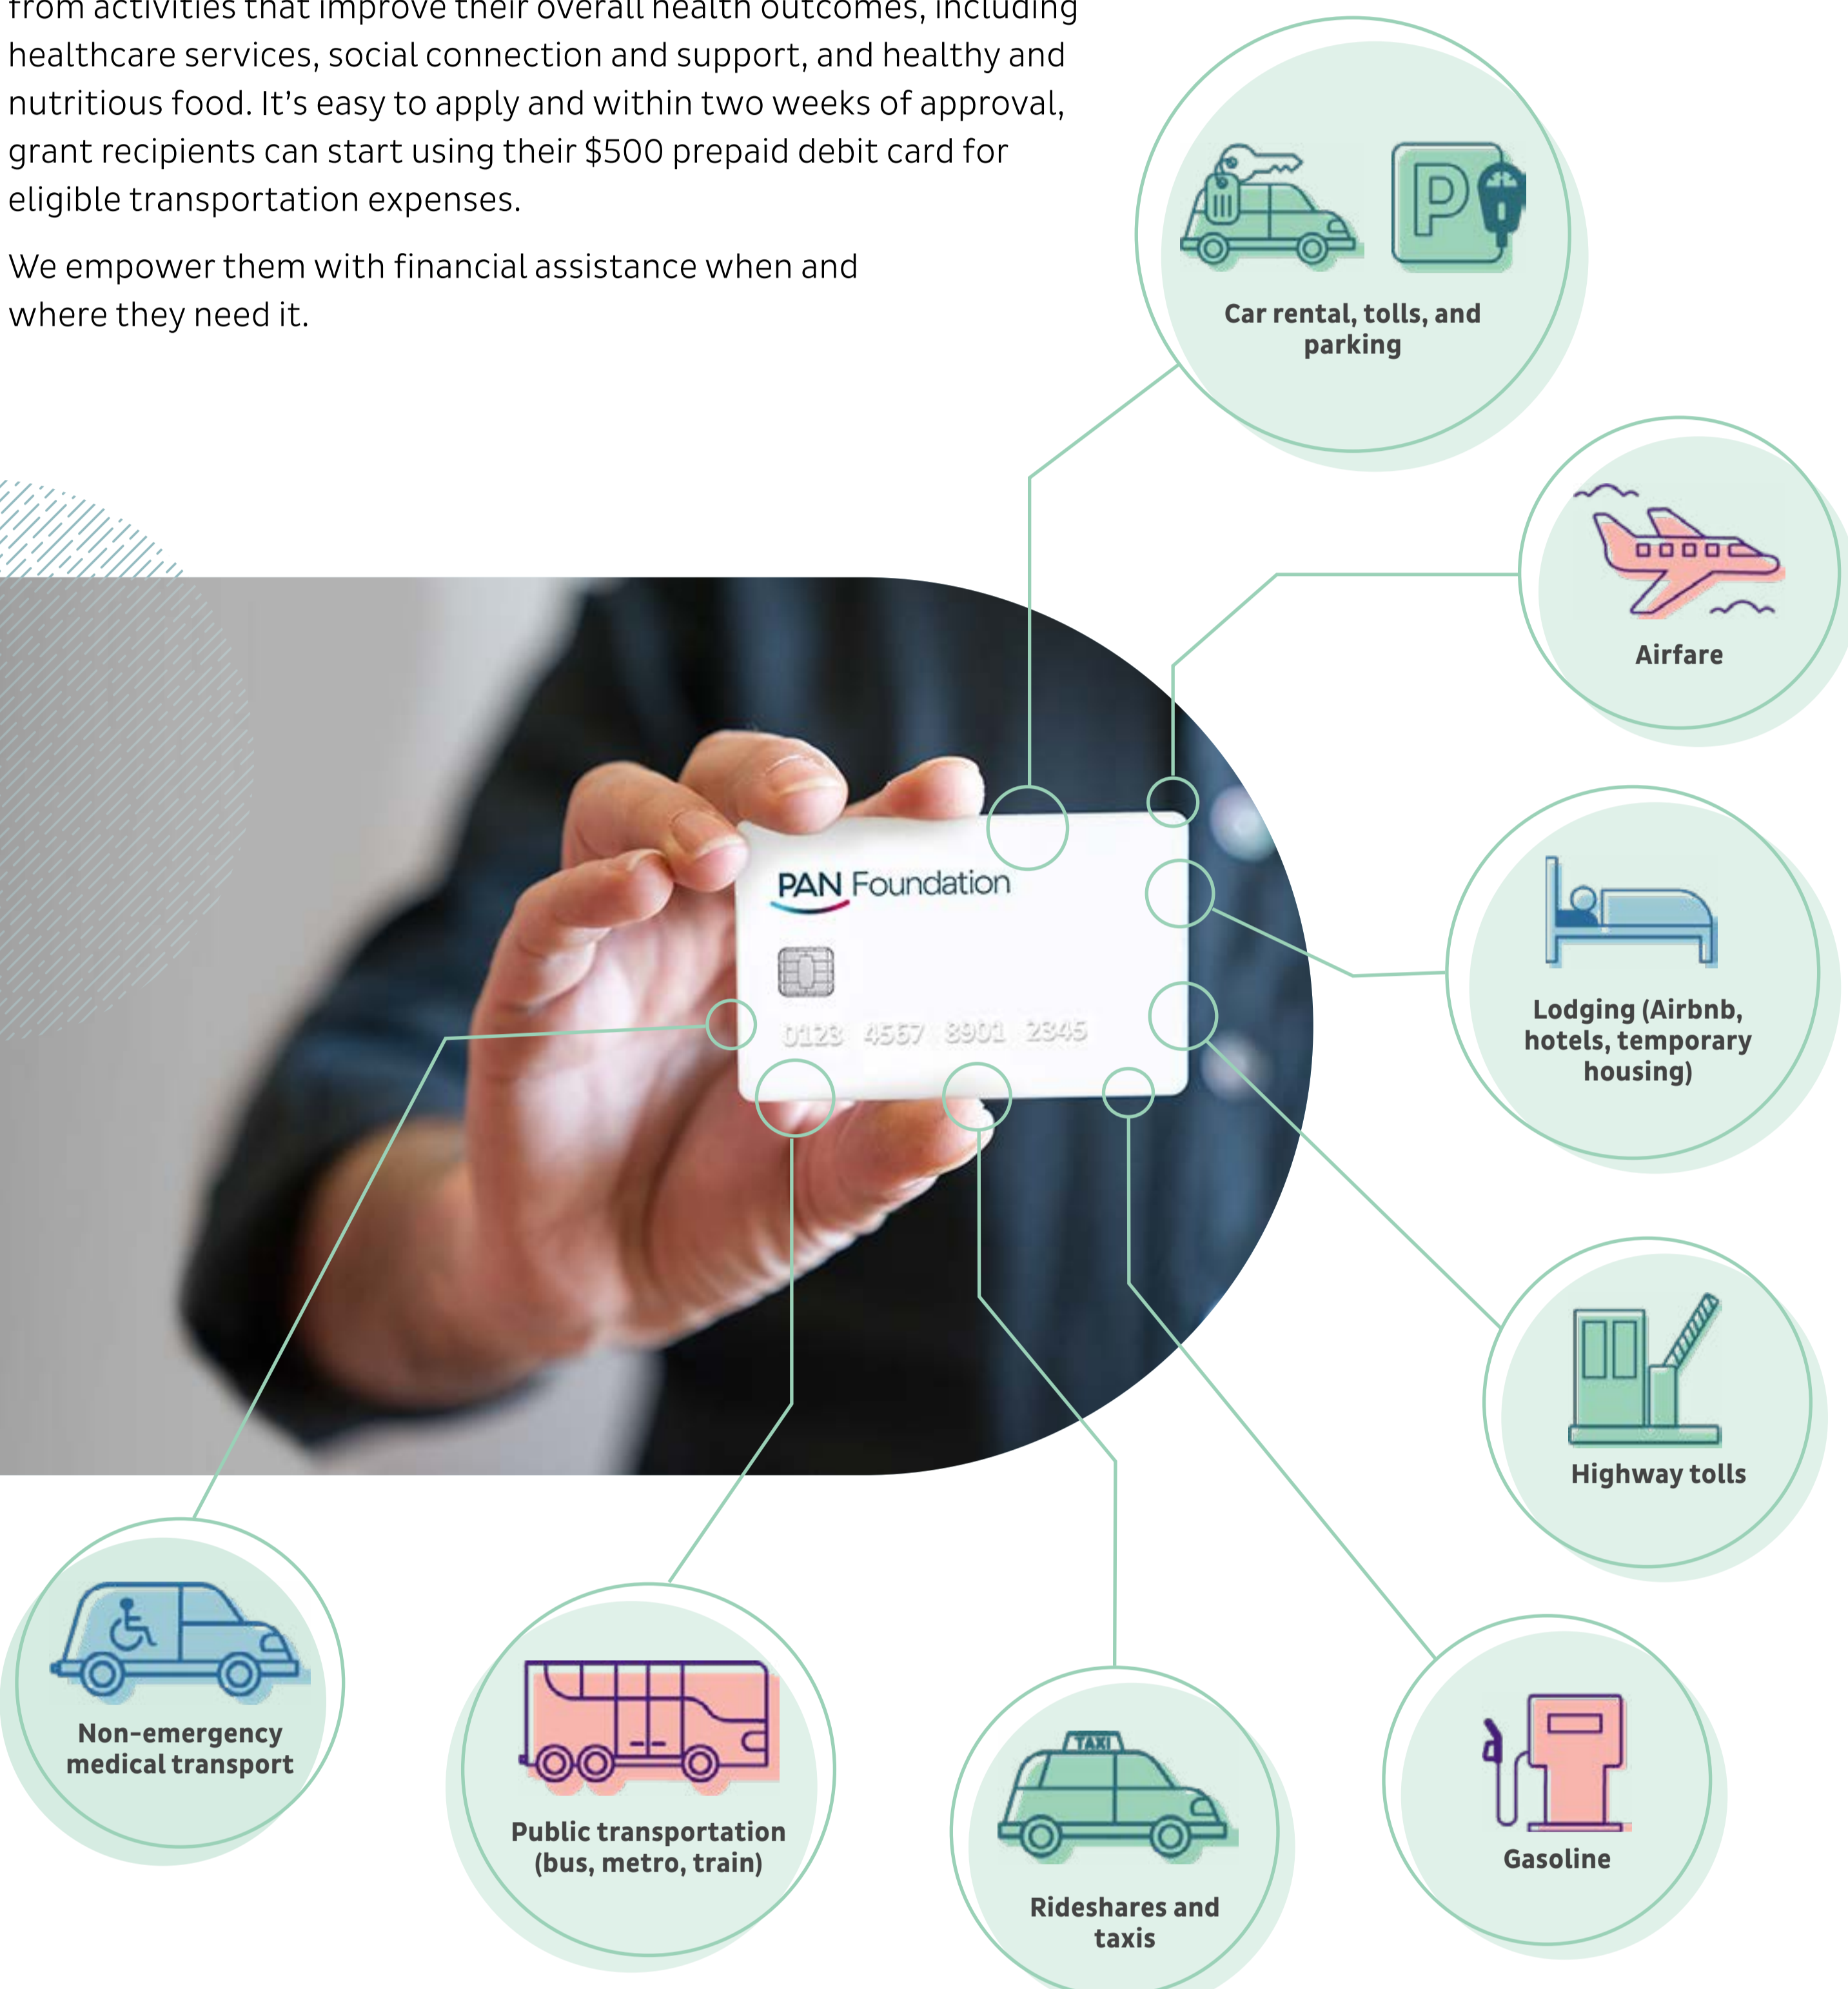 from activities that improve their overall health outcomes, including
healthcare services, social connection and support, and healthy and
nutritious food. It's easy to apply and within two weeks of approval,
grant recipients can start using their $500 prepaid debit card for
eligible transportation expenses.
We empower them with financial assistance when and
where they need it.
P
Car rental, tolls, and
parking
Airfare
PAN Foundation
0123 4567 8901 2345
Lodging (Airbnb,
hotels, temporary
housing)
Highway tolls
Non-emergency
medical transport
Public transportation
(bus, metro, train)
TAXI
Rideshares and
taxis
Gasoline